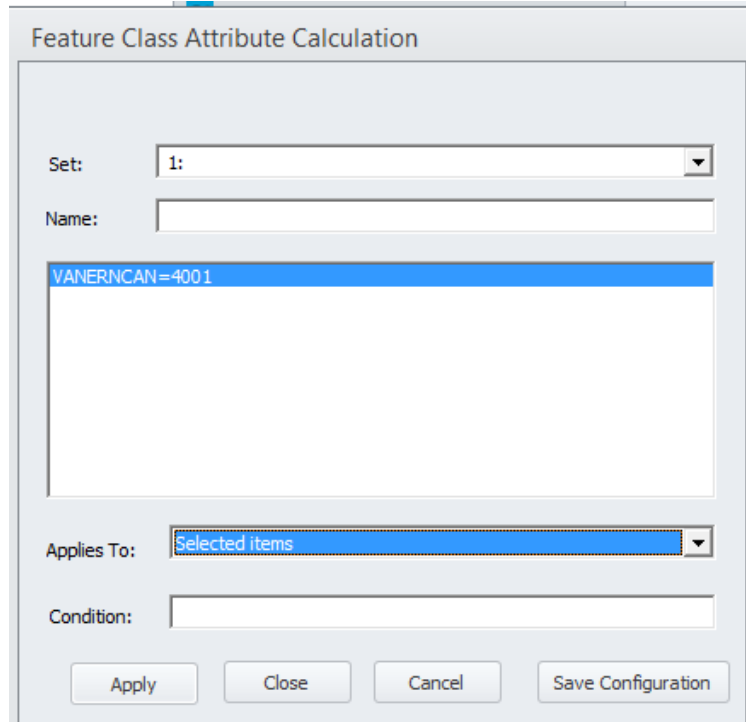 Feature Class Attribute Calculation
Set: 1:
Name:
VANERNCAN=4001
Applies To: Selected items
Condition:
Apply Close Cancel Save Configuration